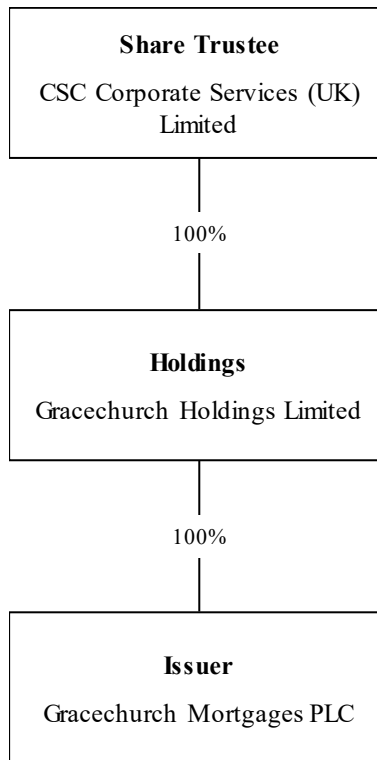 Share Trustee
CSC Corporate Services (UK)
Limited
100%
Holdings
Gracechurch Holdings Limited
100%
Issuer
Gracechurch Mortgages PLC